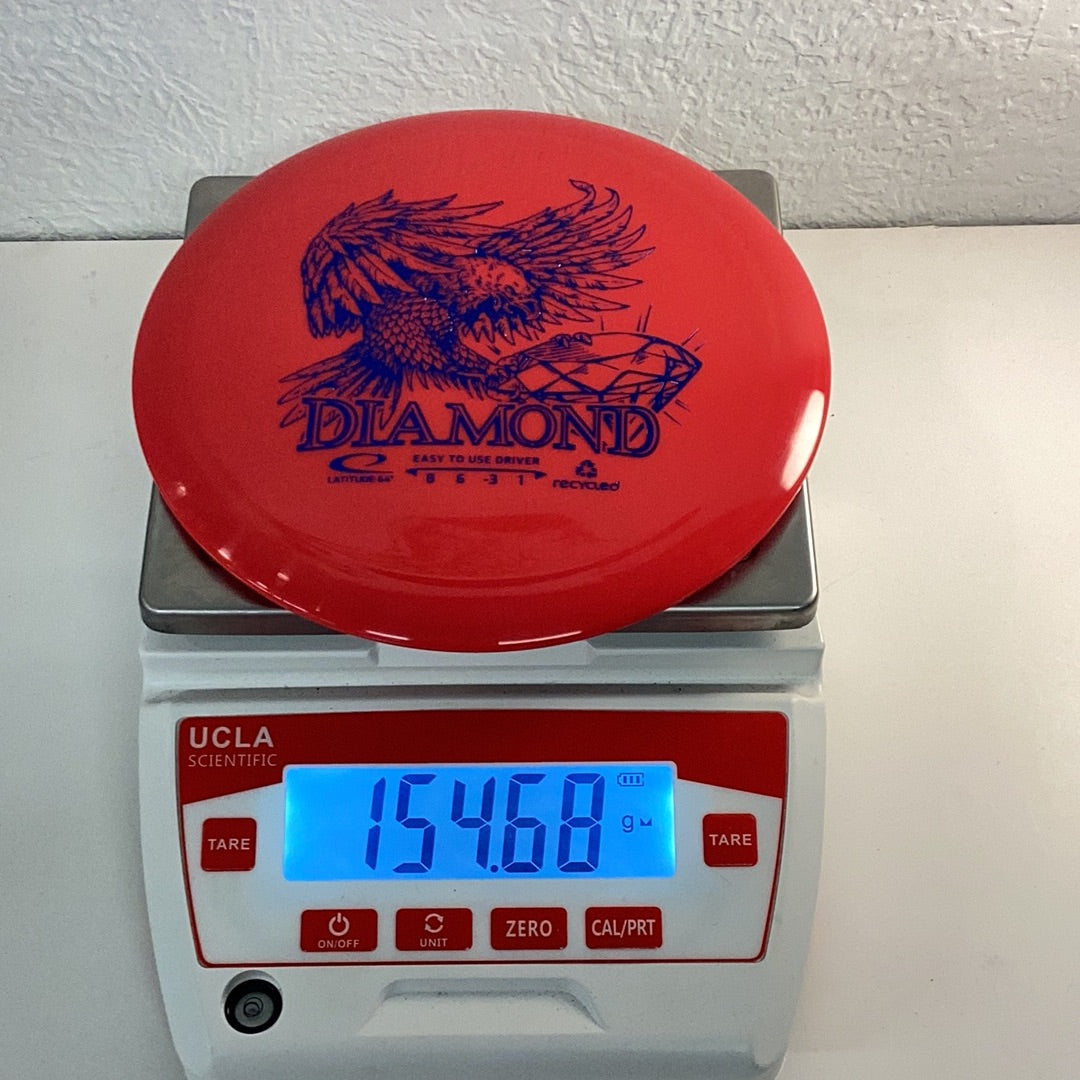 DIAMOND
EASY TO USE DRIVER
LATITUDE 64°
8 6 -3 1
recycled
UCLA
SCIENTIFIC
154.68 g
TARE
TARE
ON/OFF
UNIT
ZERO
CAL/PRT